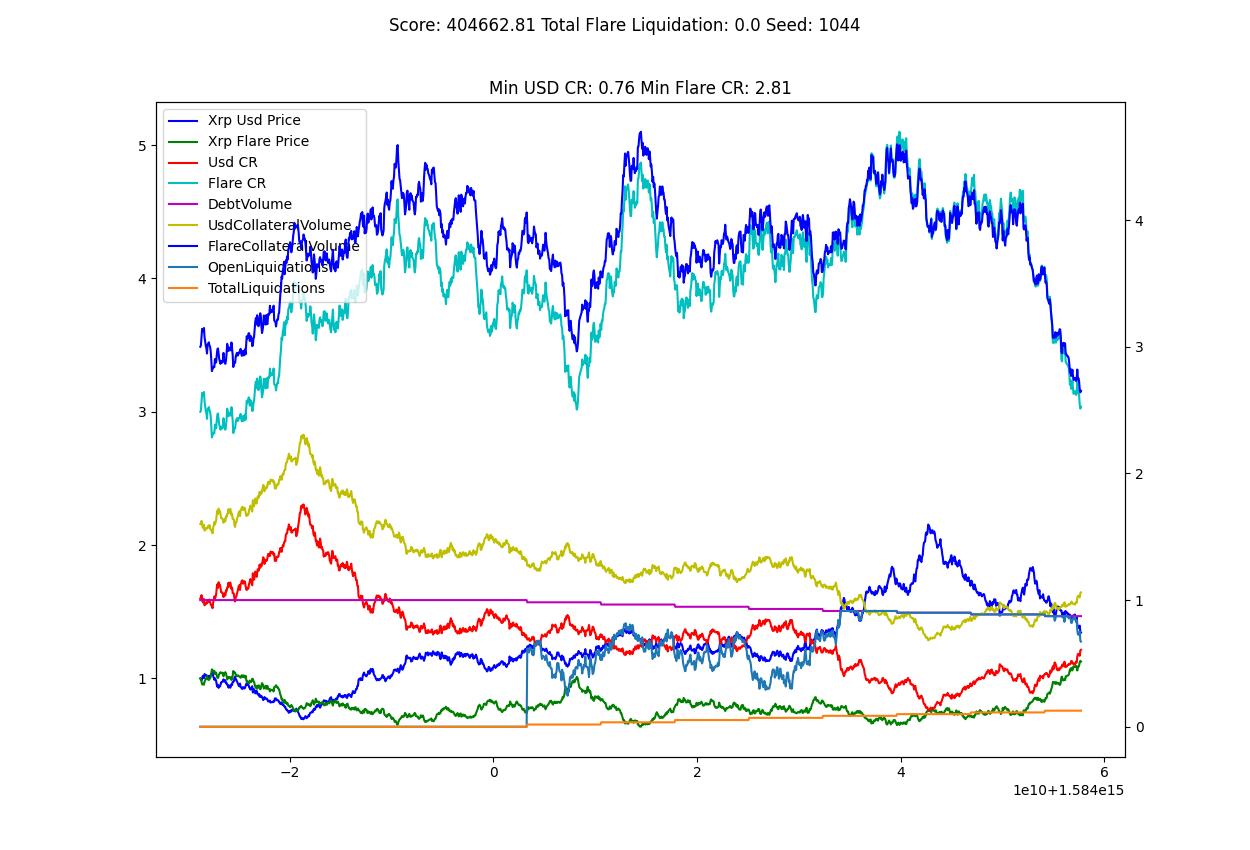 Score: 404662.81 Total Flare Liquidation: 0.0 Seed: 1044
Min USD CR: 0.76 Min Flare CR: 2.81
Xrp Usd Price
Xrp Flare Price
Usd CR
Flare CR
DebtVolume
UsdCollateralVolume
FlareCollateralVolume
OpenLiquidations
TotalLiquidations
5
4
3
2
1
4
3
2
1
0
−2
0
2
4
6
1e10+1.584e15